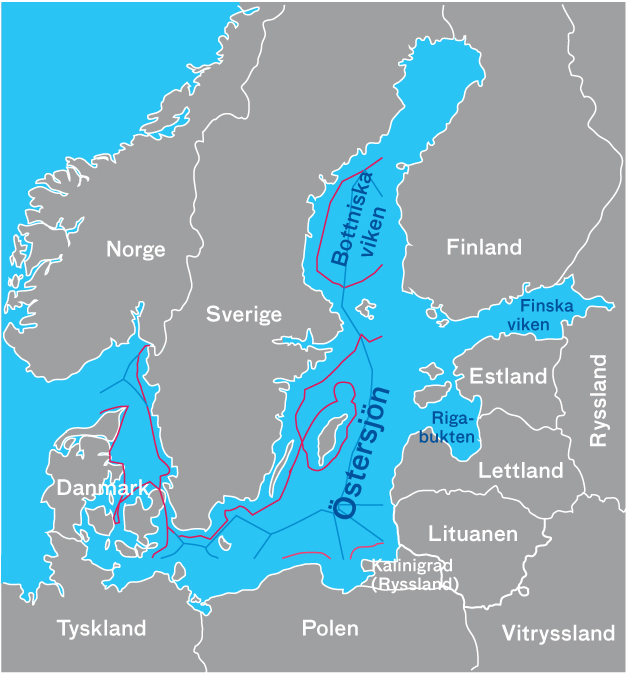 Bottniska
viken
Norge
Finland
Sverige
Finska
viken
Estland
Ryssland
Östersjön
Riga-
bukten
Lettland
Danmark
Lituanen
Kalinigrad
(Ryssland)
Tyskland
Polen
Vitryssland